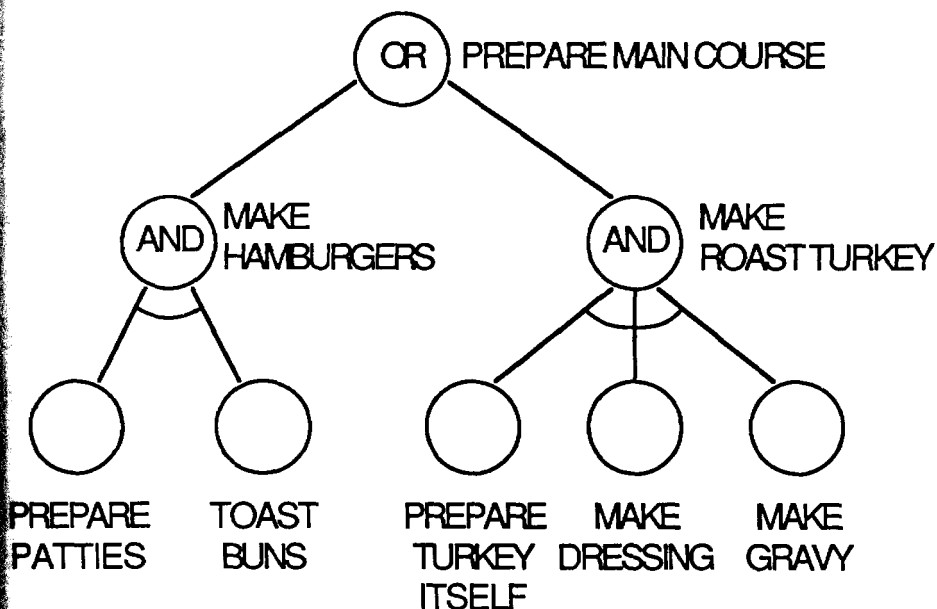 OR PREPARE MAIN COURSE
AND MAKE
HAMBURGERS
AND MAKE
ROAST TURKEY
PREPARE
PATTIES
TOAST
BUNS
PREPARE
TURKEY
ITSELF
MAKE
DRESSING
MAKE
GRAVY